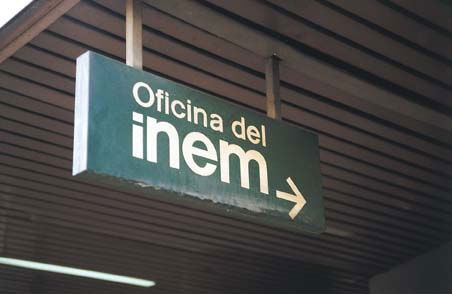 Oficina del
inem